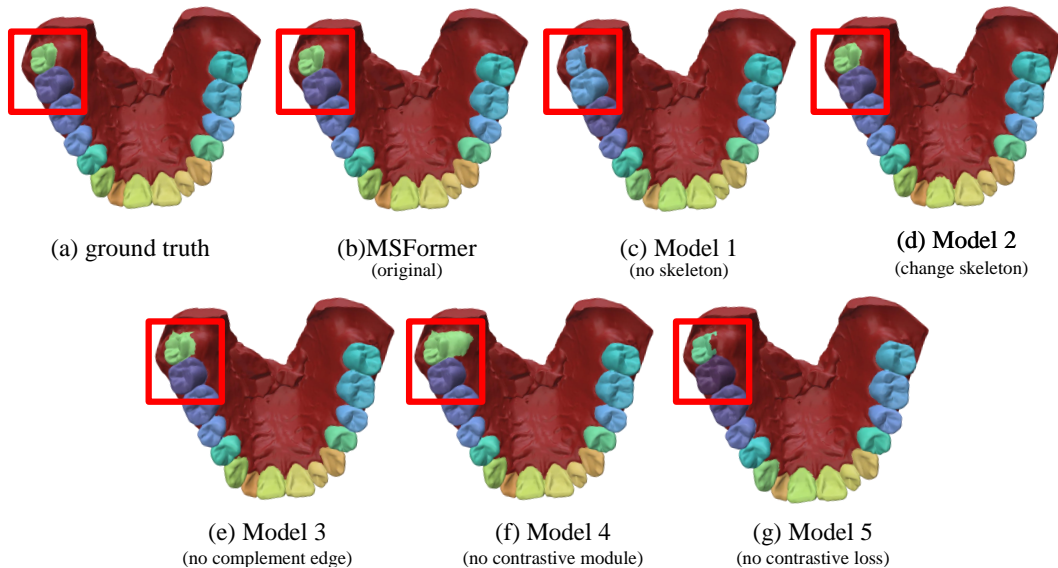 (a) ground truth
(b)MSFormer
(original)
(c) Model 1
(no skeleton)
(d) Model 2
(change skeleton)
(e) Model 3
(no complement edge)
(f) Model 4
(no contrastive module)
(g) Model 5
(no contrastive loss)